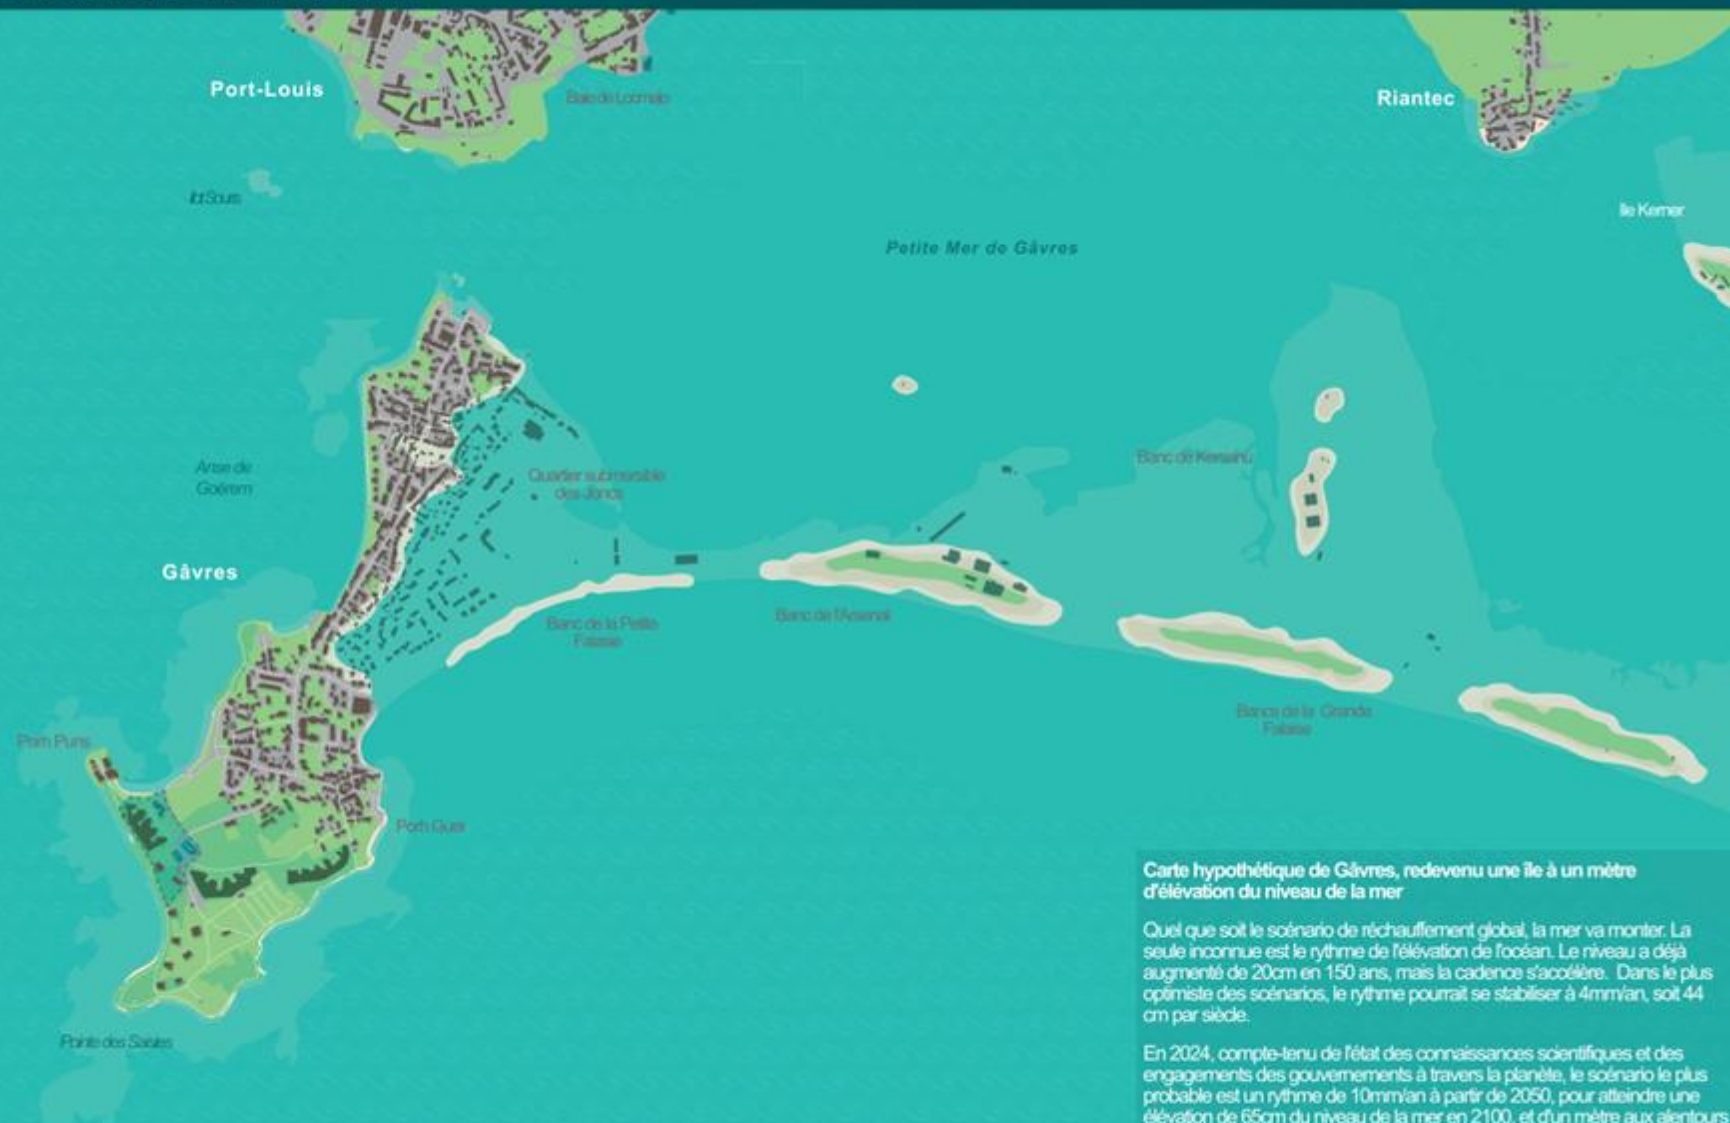 Port-Louis
Baie de Locmalo
Riantec
Ilot Souris
Ile Kerner
Petite Mer de Gâvres
Anse de
Goërem
Quartier submersible
des Joncs
Banc de Kersahu
Gâvres
Banc de la Petite
Falaise
Banc de l'Arsenal
Bancs de la Grande
Falaise
Porh Puns
Porh Guer
Pointe des Saisies
Carte hypothétique de Gâvres, redevenu une île à un mètre
d'élévation du niveau de la mer
Quel que soit le scénario de réchauffement global, la mer va monter. La
seule inconnue est le rythme de l'élévation de l'océan. Le niveau a déjà
augmenté de 20cm en 150 ans, mais la cadence s'accélère. Dans le plus
optimiste des scénarios, le rythme pourrait se stabiliser à 4mm/an, soit 44
cm par siècle.
En 2024, compte-tenu de l'état des connaissances scientifiques et des
engagements des gouvernements à travers la planète, le scénario le plus
probable est un rythme de 10mm/an à partir de 2050, pour atteindre une
élévation de 65cm du niveau de la mer en 2100, et d'un mètre aux alentours